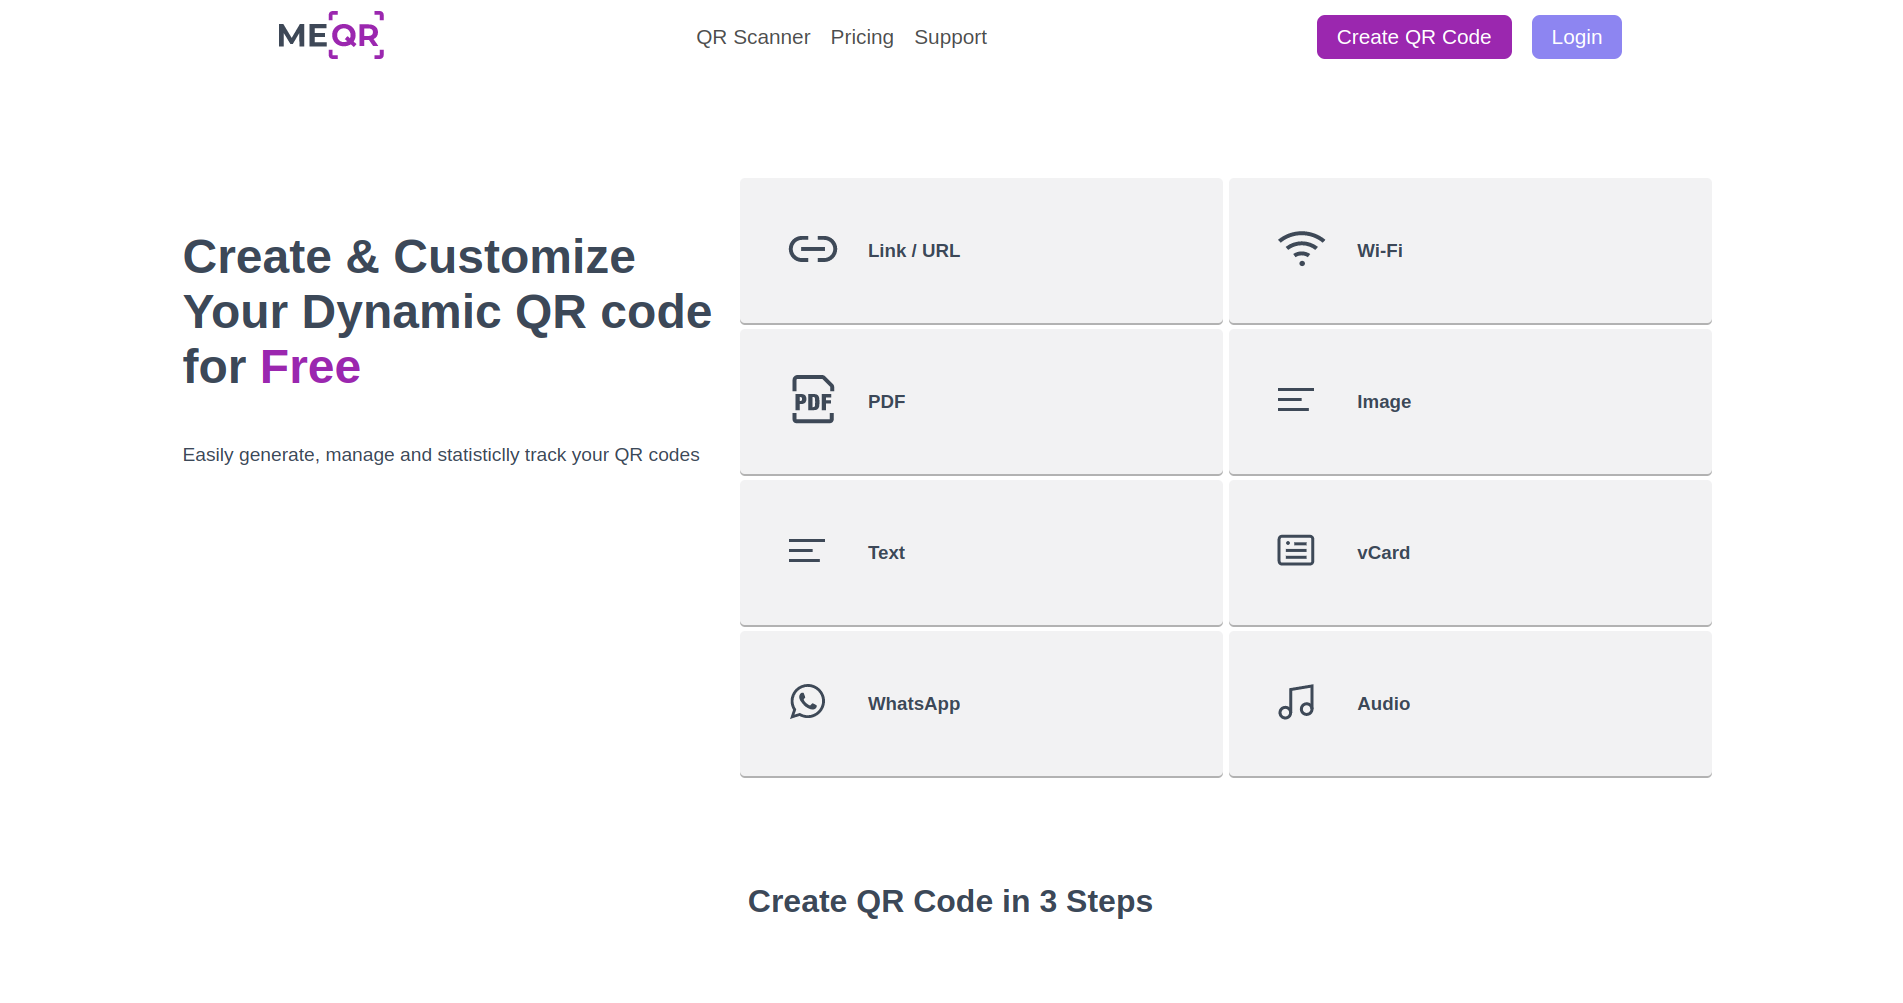 MEQR
QR Scanner Pricing Support
Create QR Code
Login
Create & Customize
Your Dynamic QR code
for Free
Easily generate, manage and statisticlly track your QR codes
Link / URL
Wi-Fi
PDF
PDF
Image
Text
vCard
WhatsApp
Audio
Create QR Code in 3 Steps